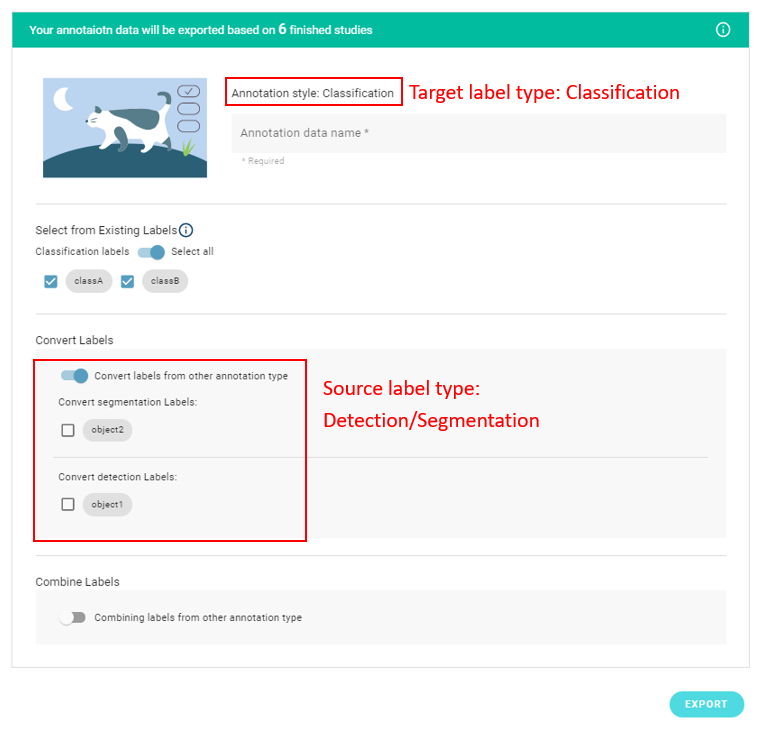 Your annotaiotn data will be exported based on 6 finished studies
Annotation style: Classification
Target label type: Classification
Annotation data name *
* Required
Select from Existing Labels
Classification labels Select all
classA classB
Convert Labels
Convert labels from other annotation type
Source label type:
Detection/Segmentation
Convert segmentation Labels:
object2
Convert detection Labels:
object1
Combine Labels
Combining labels from other annotation type
EXPORT